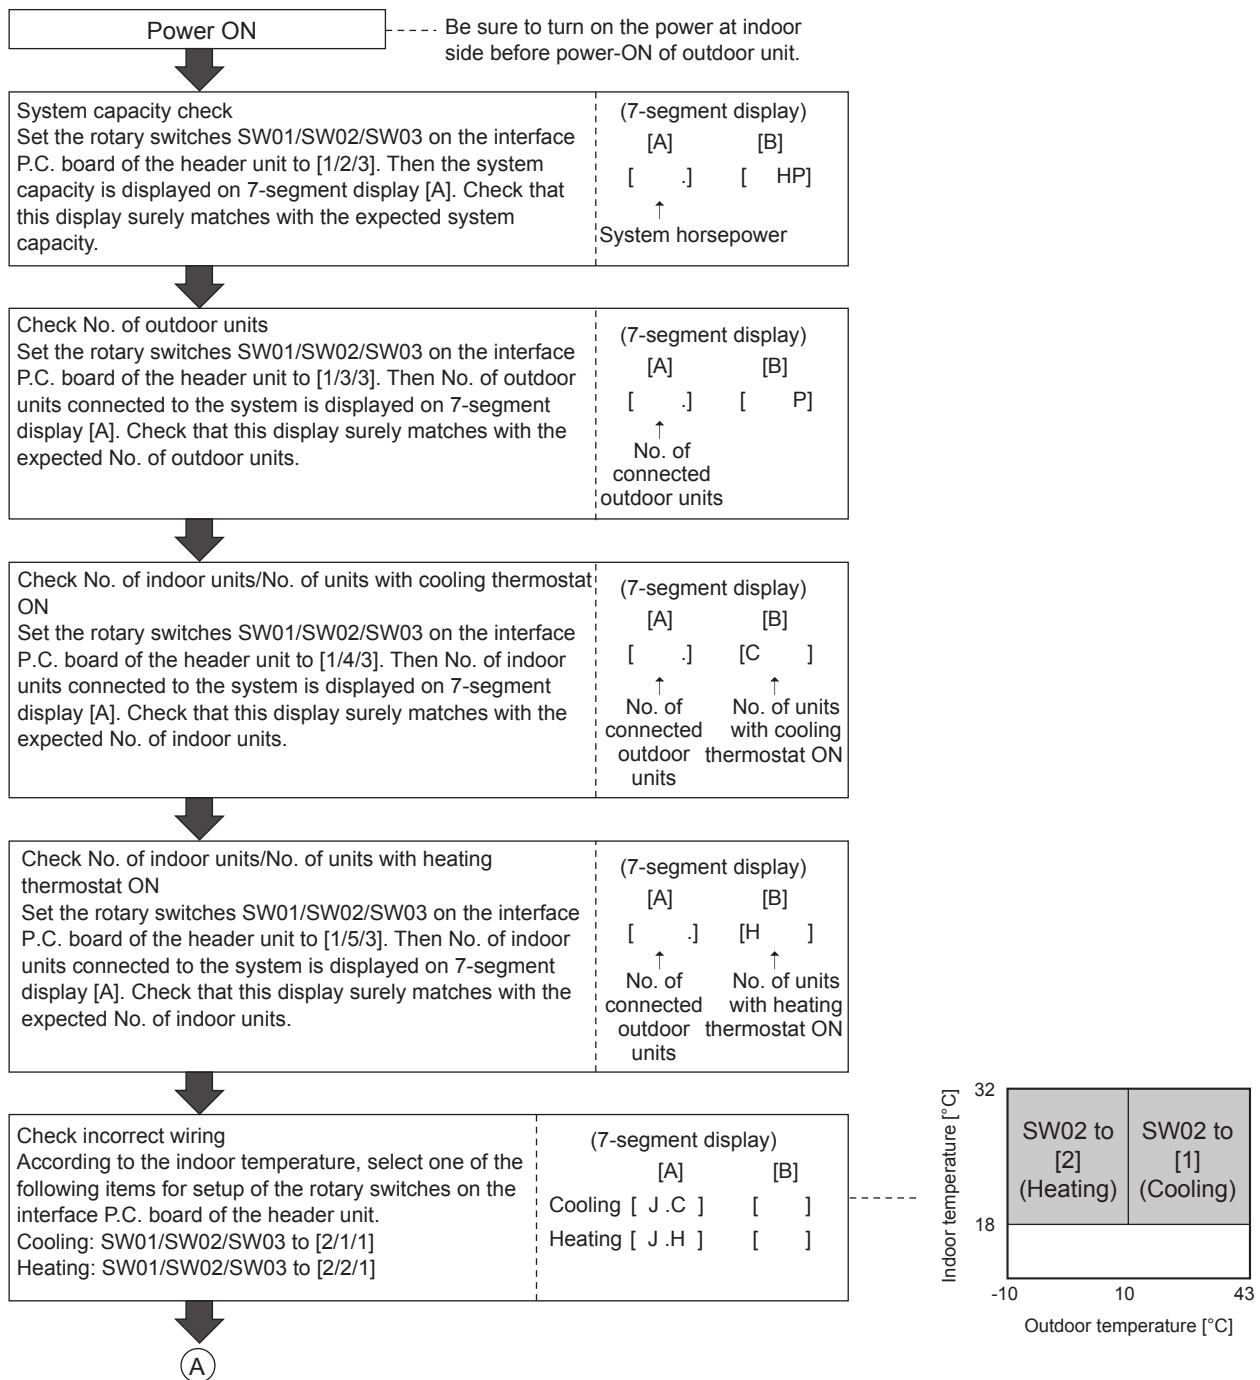 Power ON
Be sure to turn on the power at indoor
side before power-ON of outdoor unit.
System capacity check
Set the rotary switches SW01/SW02/SW03 on the interface
P.C. board of the header unit to [1/2/3]. Then the system
capacity is displayed on 7-segment display [A]. Check that
this display surely matches with the expected system
capacity.
(7-segment display)
[A] [B]
[ .] [ HP]
↑
System horsepower
Check No. of outdoor units
Set the rotary switches SW01/SW02/SW03 on the interface
P.C. board of the header unit to [1/3/3]. Then No. of outdoor
units connected to the system is displayed on 7-segment
display [A]. Check that this display surely matches with the
expected No. of outdoor units.
(7-segment display)
[A] [B]
[ .] [ P]
↑
No. of
connected
outdoor units
Check No. of indoor units/No. of units with cooling thermostat
ON
Set the rotary switches SW01/SW02/SW03 on the interface
P.C. board of the header unit to [1/4/3]. Then No. of indoor
units connected to the system is displayed on 7-segment
display [A]. Check that this display surely matches with the
expected No. of indoor units.
(7-segment display)
[A] [B]
[ .] [C ]
↑ ↑
No. of
connected
outdoor
units
No. of units
with cooling
thermostat ON
Check No. of indoor units/No. of units with heating
thermostat ON
Set the rotary switches SW01/SW02/SW03 on the interface
P.C. board of the header unit to [1/5/3]. Then No. of indoor
units connected to the system is displayed on 7-segment
display [A]. Check that this display surely matches with the
expected No. of indoor units.
(7-segment display)
[A] [B]
[ .] [H ]
↑ ↑
No. of
connected
outdoor
units
No. of units
with heating
thermostat ON
Check incorrect wiring
According to the indoor temperature, select one of the
following items for setup of the rotary switches on the
interface P.C. board of the header unit.
Cooling: SW01/SW02/SW03 to [2/1/1]
Heating: SW01/SW02/SW03 to [2/2/1]
(7-segment display)
[A] [B]
Cooling [ J .C ] [ ]
Heating [ J .H ] [ ]
Indoor temperature [°C]
32
18
SW02 to
[2]
(Heating)
SW02 to
[1]
(Cooling)
-10 10 43
Outdoor temperature [°C]
A